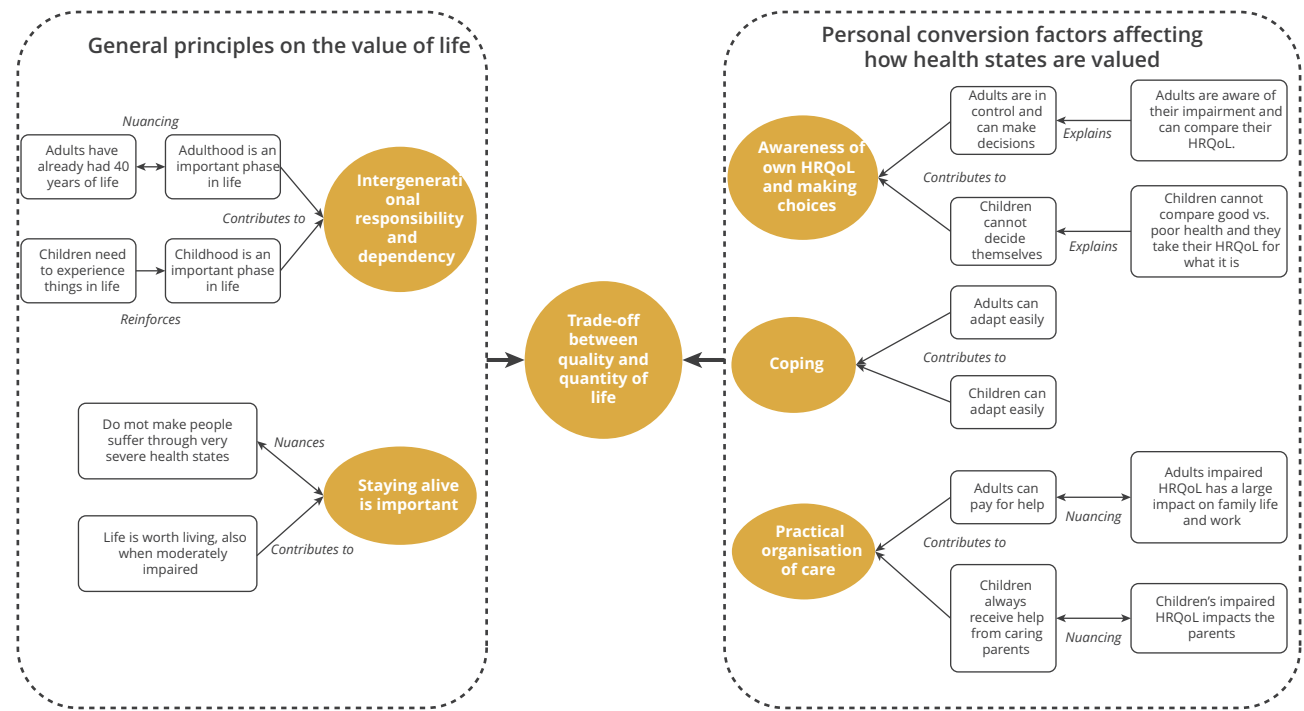 General principles on the value of life
Nuancing
Adults have
already had 40
years of life
Adulthood is an
important phase
in life
Intergenerati
onal
responsibility
and
dependency
Contributes to
Children need
to experience
things in life
Childhood is an
important phase
in life
Reinforces
Do mot make people
suffer through very
severe health states
Nuances
Staying alive
is important
Life is worth living, also
when moderately
impaired
Contributes to
Trade-off
between
quality and
quantity of
life
Personal conversion factors affecting
how health states are valued
Awareness of
own HRQoL
and making
choices
Contributes to
Adults are in
control and
can make
decisions
Explains
Adults are aware of
their impairment and
can compare their
HRQoL.
Children
cannot
decide
themselves
Explains
Children cannot
compare good vs.
poor health and they
take their HRQoL for
what it is
Coping
Contributes to
Adults can
adapt easily
Children can
adapt easily
Practical
organisation
of care
Contributes to
Adults can
pay for help
Nuancing
Adults impaired
HRQoL has a large
impact on family life
and work
Children
always
receive help
from caring
parents
Nuancing
Children’s impaired
HRQoL impacts the
parents